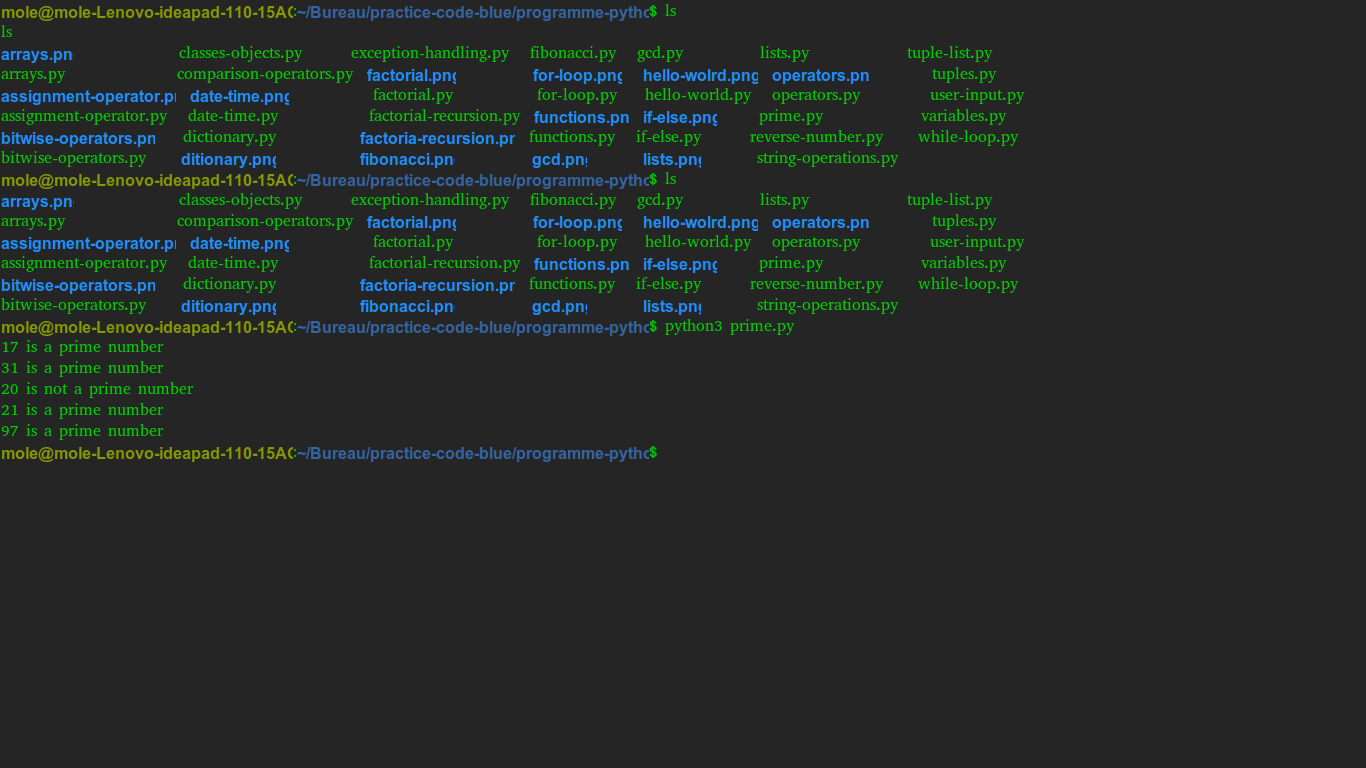 mole@mole-Lenovo-ideapad-110-15AC:~/Bureau/practice-code-blue/programme-pytho$ ls
ls
arrays.pn classes-objects.py exception-handling.py fibonacci.py gcd.py lists.py tuple-list.py
arrays.py comparison-operators.py factorial.png for-loop.png hello-wolrd.png operators.pn tuples.py
assignment-operator.pr date-time.png factorial.py for-loop.py hello-world.py operators.py user-input.py
assignment-operator.py date-time.py factorial-recursion.py functions.pn if-else.png prime.py variables.py
bitwise-operators.pn dictionary.py factoria-recursion.pr functions.py if-else.py reverse-number.py while-loop.py
bitwise-operators.py ditionary.png fibonacci.pn gcd.png lists.png string-operations.py
mole@mole-Lenovo-ideapad-110-15AC:~/Bureau/practice-code-blue/programme-pytho$ ls
arrays.pn classes-objects.py exception-handling.py fibonacci.py gcd.py lists.py tuple-list.py
arrays.py comparison-operators.py factorial.png for-loop.png hello-wolrd.png operators.pn tuples.py
assignment-operator.pr date-time.png factorial.py for-loop.py hello-world.py operators.py user-input.py
assignment-operator.py date-time.py factorial-recursion.py functions.pn if-else.png prime.py variables.py
bitwise-operators.pn dictionary.py factoria-recursion.pr functions.py if-else.py reverse-number.py while-loop.py
bitwise-operators.py ditionary.png fibonacci.pn gcd.png lists.png string-operations.py
mole@mole-Lenovo-ideapad-110-15AC:~/Bureau/practice-code-blue/programme-pytho$ python3 prime.py
17 is a prime number
31 is a prime number
20 is not a prime number
21 is a prime number
97 is a prime number
mole@mole-Lenovo-ideapad-110-15AC:~/Bureau/practice-code-blue/programme-pytho$